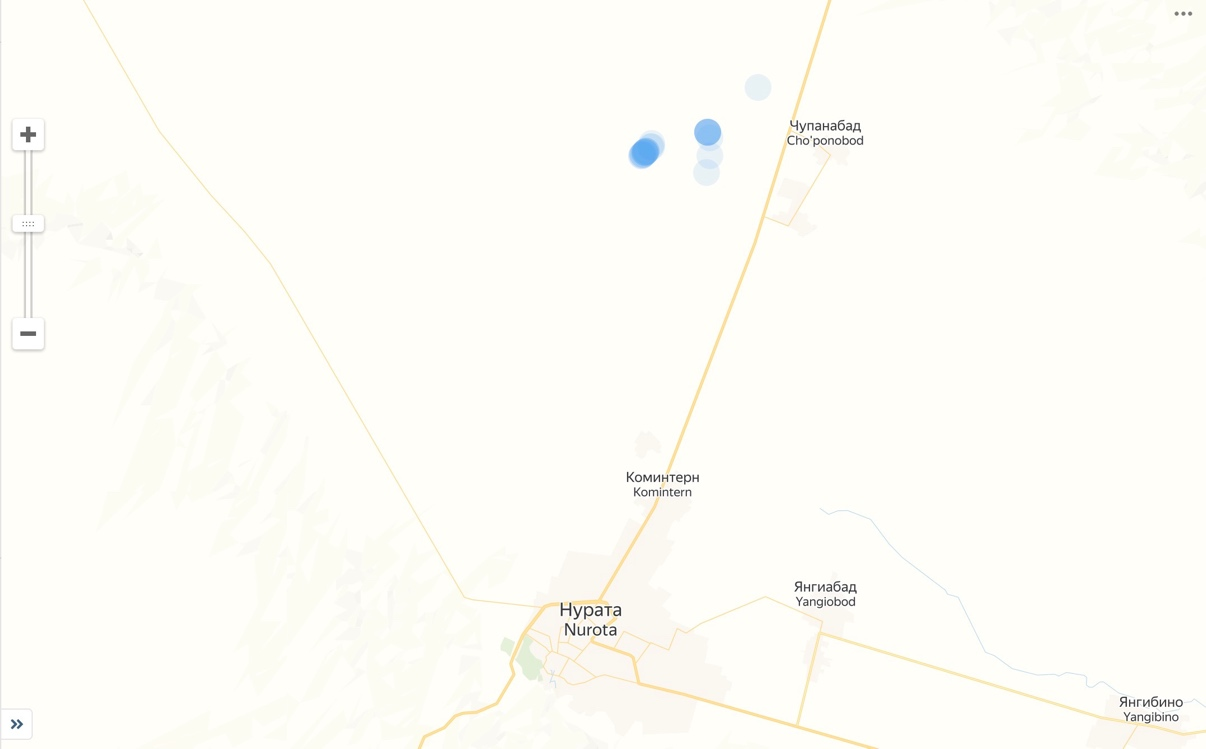 Чупанабад
Cho'ponobod
Коминтерн
Komintern
Янгиабад
Yangiobod
Нурата
Nurota
Янгибино
Yangibino